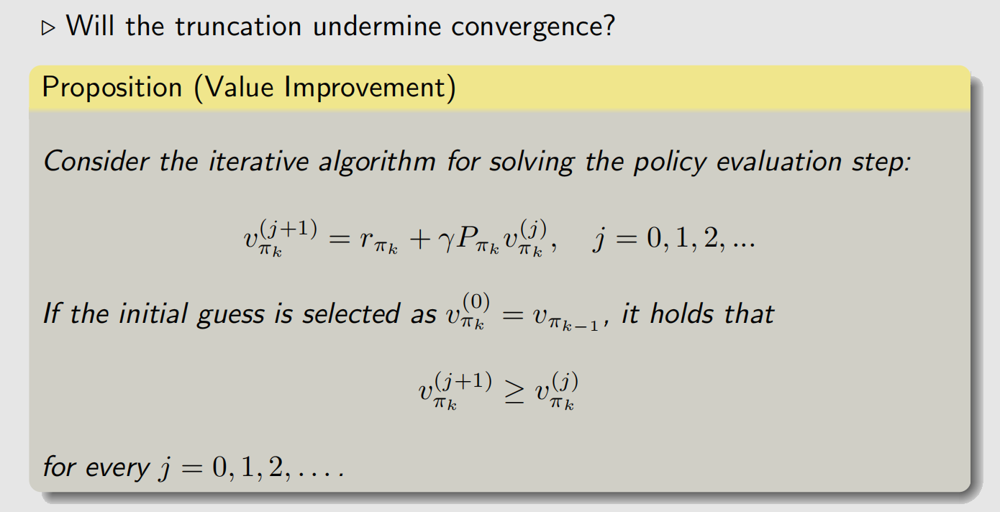 ▷ Will the truncation undermine convergence?
Proposition (Value Improvement)
Consider the iterative algorithm for solving the policy evaluation step:
$v_{\pi_k}^{(j+1)} = r_{\pi_k} + \gamma P_{\pi_k} v_{\pi_k}^{(j)}, \quad j = 0, 1, 2, ...$
If the initial guess is selected as $v_{\pi_k}^{(0)} = v_{\pi_{k-1}}$, it holds that
$v_{\pi_k}^{(j+1)} \geq v_{\pi_k}^{(j)}$
for every $j = 0, 1, 2, \ldots$.